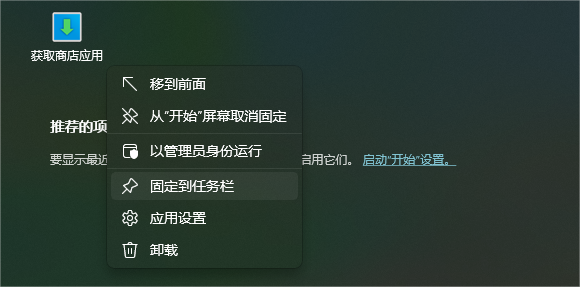 获取商店应用
移到前面
从"开始"屏幕取消固定
推荐的项
以管理员身份运行
要显示最近
启用它们。 启动"开始"设置。
固定到任务栏
应用设置
卸载